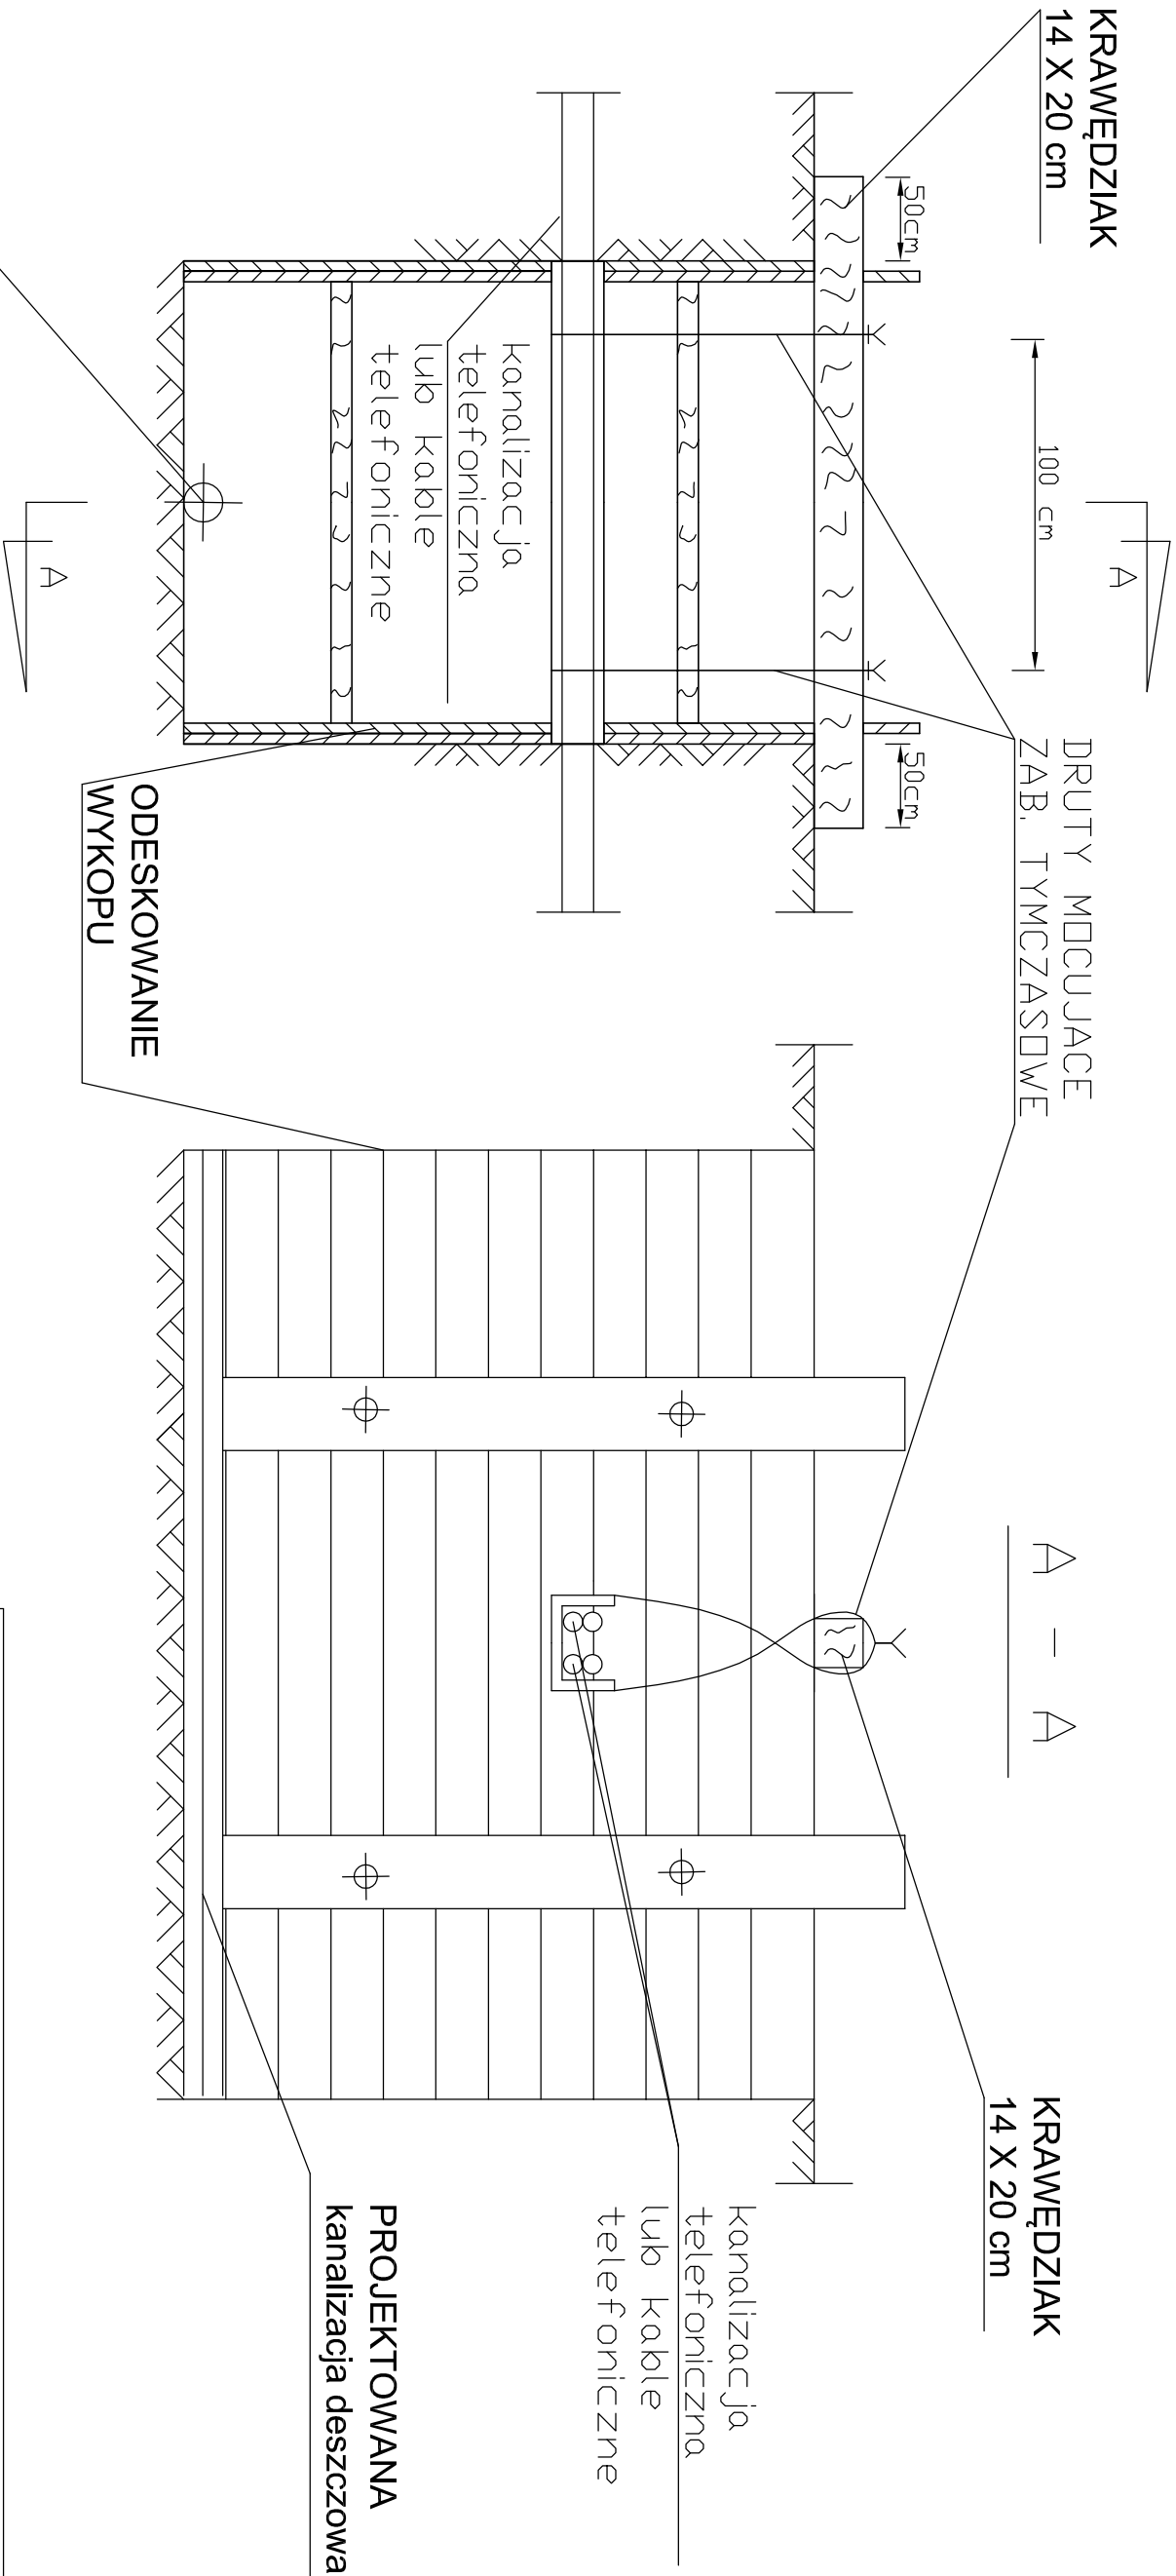 KRAWĘDZIAK
14 X 20 cm
50cm
100 cm
50cm
A
A
DRUTY MOCUJACE
ZAB. TYMCZASOWE
kanalizacja
telefoniczna
lub kable
telefoniczne
ODESKOWANIE
WYKOPU
A - A
KRAWĘDZIAK
14 X 20 cm
kanalizacja
telefoniczna
lub kable
telefoniczne
PROJEKTOWANA
kanalizacja deszczowa